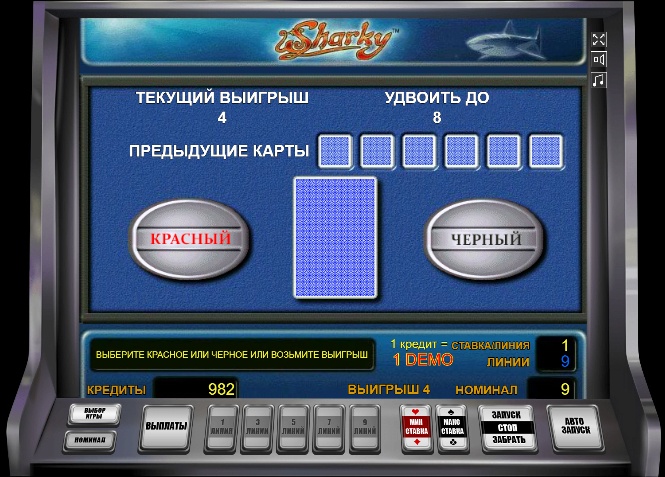 Sharky™
ТЕКУЩИЙ ВЫИГРЫШ
4
УДВОИТЬ ДО
8
ПРЕДЫДУЩИЕ КАРТЫ
КРАСНЫЙ
ЧЕРНЫЙ
ВЫБЕРИТЕ КРАСНОЕ ИЛИ ЧЕРНОЕ ИЛИ ВОЗЬМИТЕ ВЫИГРЫШ
1 кредит =
1 DEMO
СТАВКА/ЛИНИЯ 1
ЛИНИИ 9
КРЕДИТЫ 982
ВЫИГРЫШ 4
НОМИНАЛ 9
ВЫБОР
ИГРЫ
НОМИНАЛ
ВЫПЛАТЫ
1
ЛИНИЯ
3
ЛИНИИ
5
ЛИНИЙ
7
ЛИНИЙ
9
ЛИНИЙ
МИН
СТАВКА
МАКС
СТАВКА
ЗАПУСК
СТОП
ЗАБРАТЬ
АВТО
ЗАПУСК